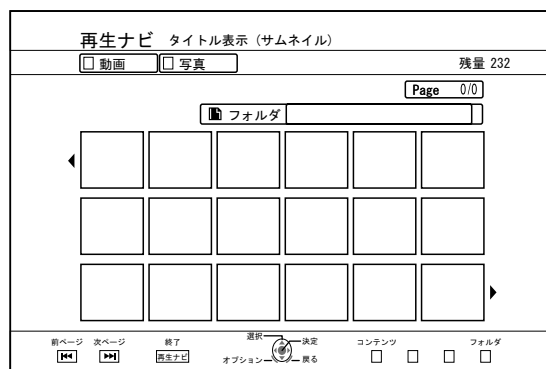 再生ナビ タイトル表示（サムネイル）
動画 写真 残量 232
Page 0/0
フォルダ
前ページ 次ページ 終了 選択 決定 コンテンツ フォルダ
再生ナビ オプション 戻る